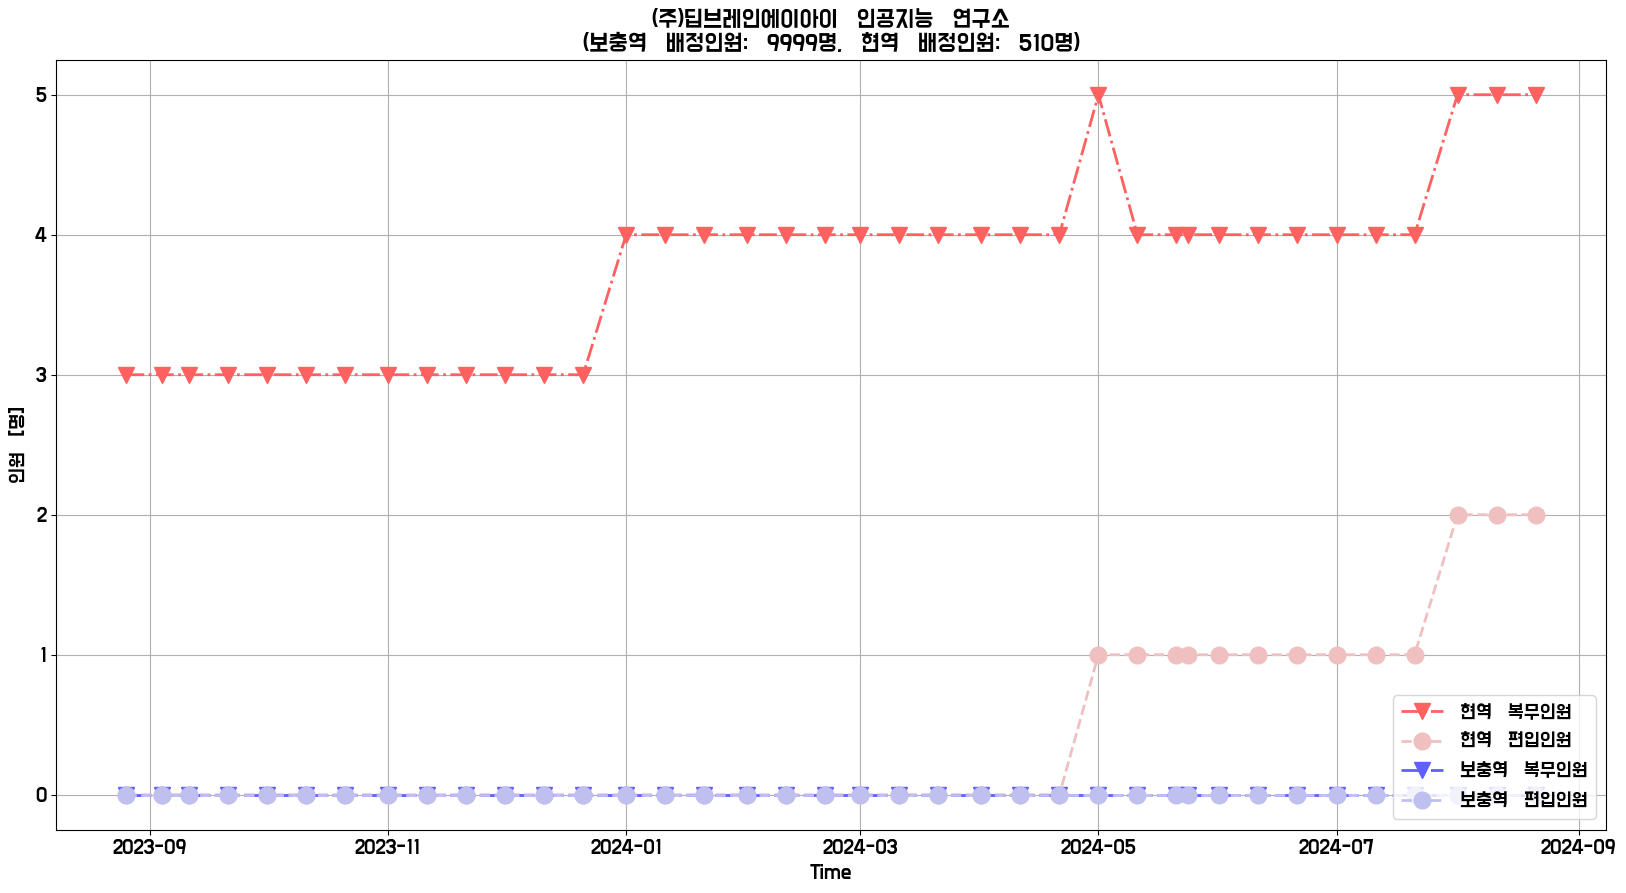 (주)딥브레인에이아이 인공지능 연구소
(보충역 배정인원: 9999명, 현역 배정인원: 510명)
인원 [명]
5
4
3
2
1
0
2023-09
2023-11
2024-01
2024-03
2024-05
2024-07
2024-09
Time
현역 복무인원
현역 편입인원
보충역 복무인원
보충역 편입인원